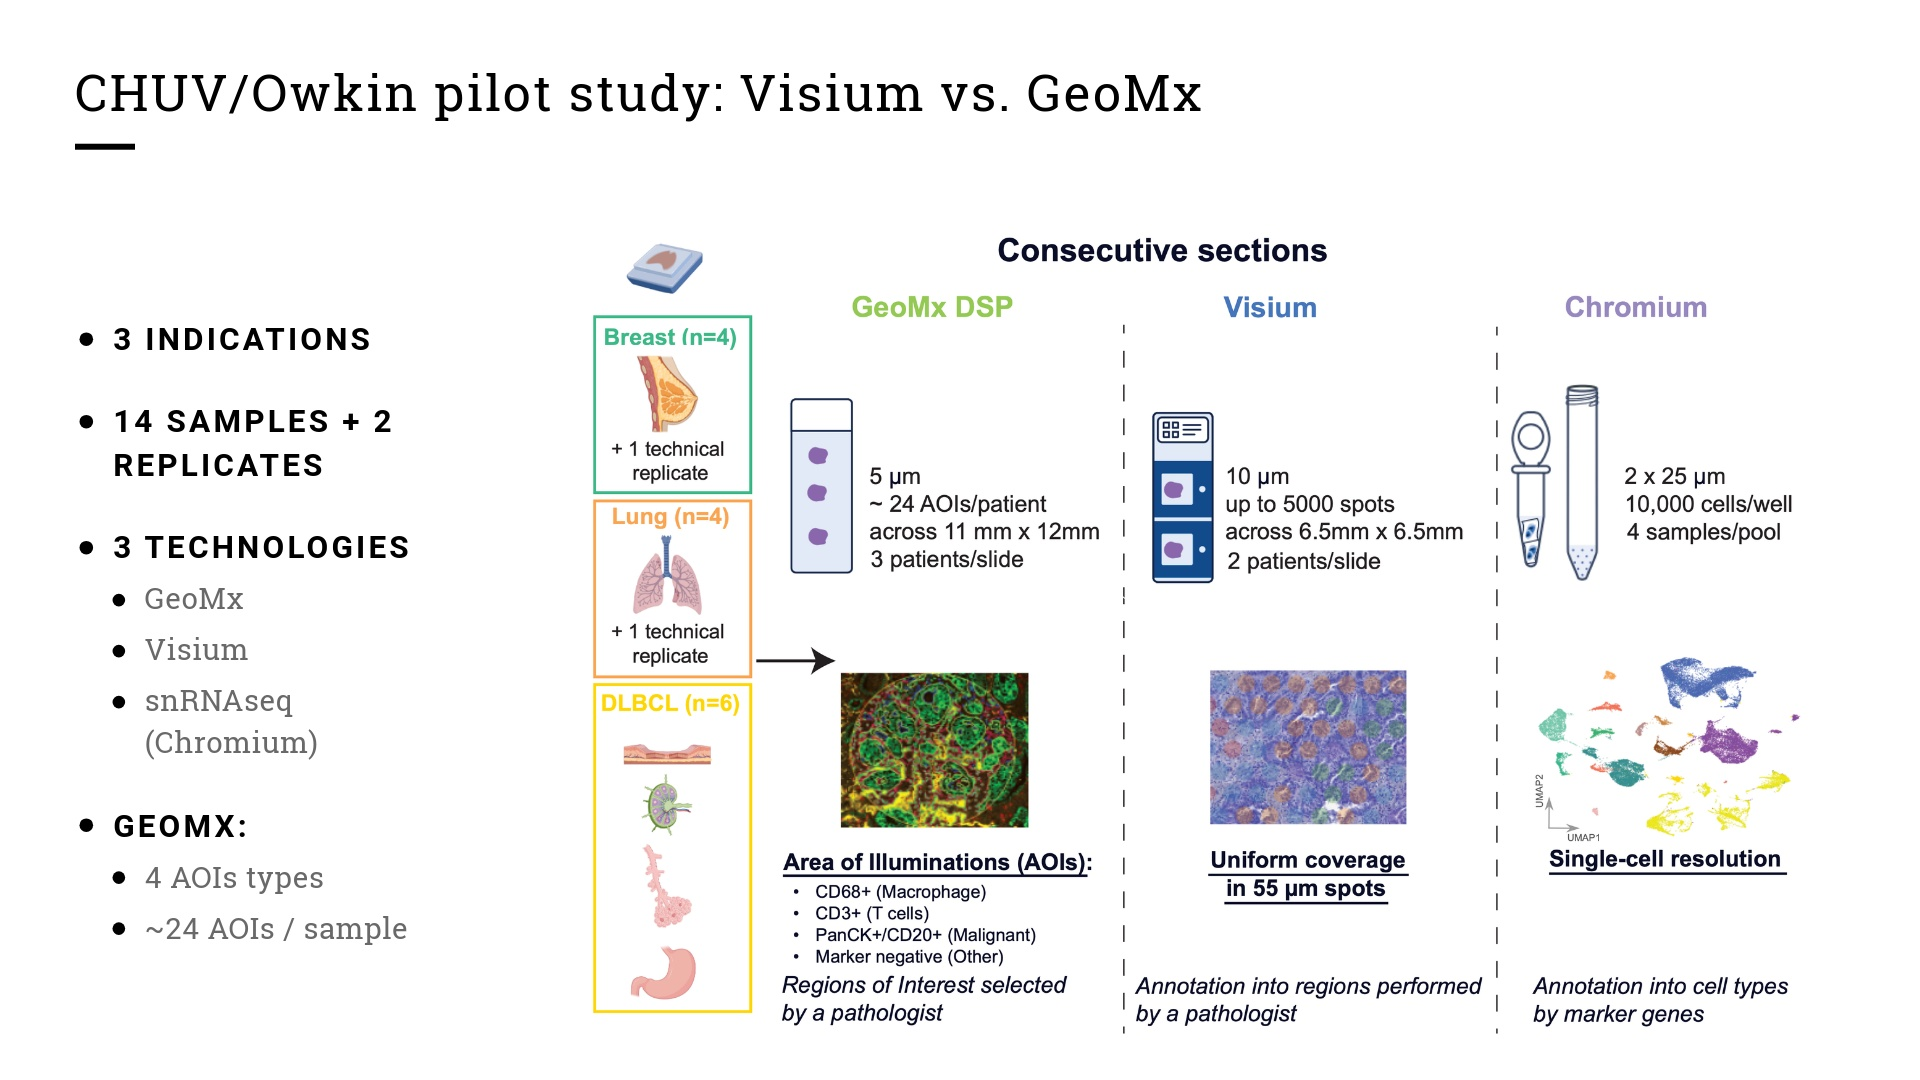 CHUV/Owkin pilot study: Visium vs. GeoMx
• 3 INDICATIONS
• 14 SAMPLES + 2
REPLICATES
• 3 TECHNOLOGIES
• GeoMx
• Visium
• snRNAseq
(Chromium)
• GEOMX:
• 4 AOIs types
• ~24 AOIs / sample
Consecutive sections
Breast (n=4)
+ 1 technical
replicate
Lung (n=4)
+ 1 technical
replicate
DLBCL (n=6)
GeoMx DSP
5 µm
~ 24 AOIs/patient
across 11 mm x 12mm
3 patients/slide
Area of Illuminations (AOIs):
• CD68+ (Macrophage)
• CD3+ (T cells)
• PanCK+/CD20+ (Malignant)
• Marker negative (Other)
Regions of Interest selected
by a pathologist
Visium
10 µm
up to 5000 spots
across 6.5mm x 6.5mm
2 patients/slide
Uniform coverage
in 55 µm spots
Annotation into regions performed
by a pathologist
Chromium
2 x 25 µm
10,000 cells/well
4 samples/pool
UMAP2
UMAP1
Single-cell resolution
Annotation into cell types
by marker genes